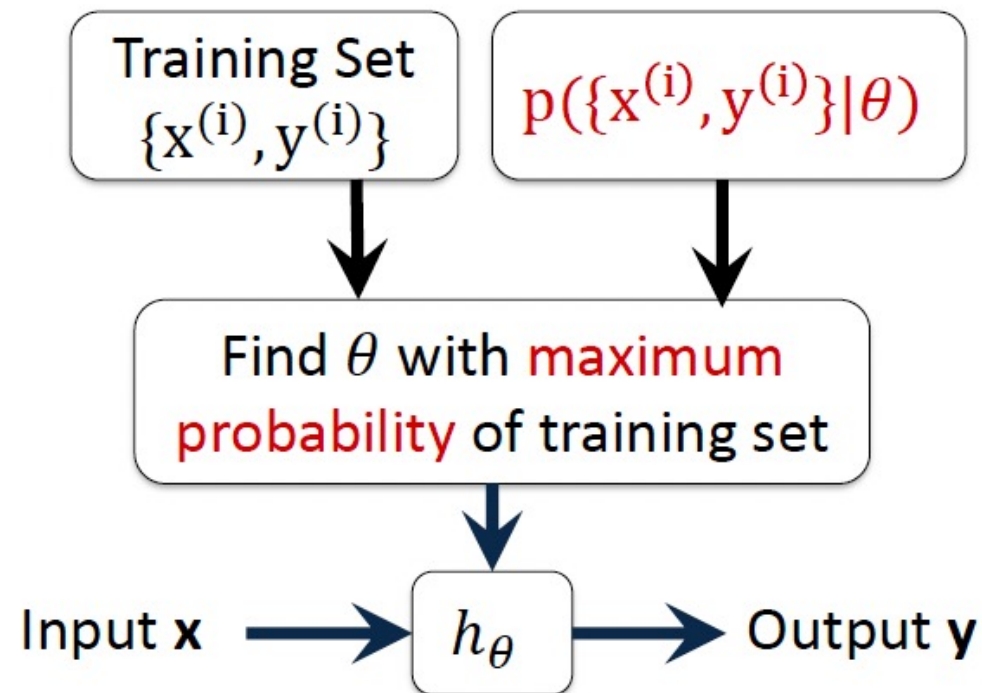 Training Set
{x⁽ⁱ⁾, y⁽ⁱ⁾}
p({x⁽ⁱ⁾, y⁽ⁱ⁾}|θ)
Find θ with maximum
probability of training set
Input x
h_θ
Output y